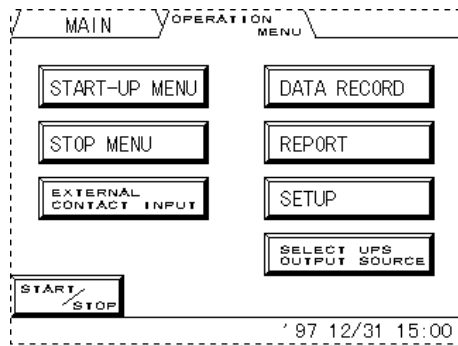 MAIN
OPERATION
MENU
START-UP MENU
DATA RECORD
STOP MENU
REPORT
EXTERNAL
CONTACT INPUT
SETUP
SELECT UPS
OUTPUT SOURCE
START
/STOP
'97 12/31 15:00